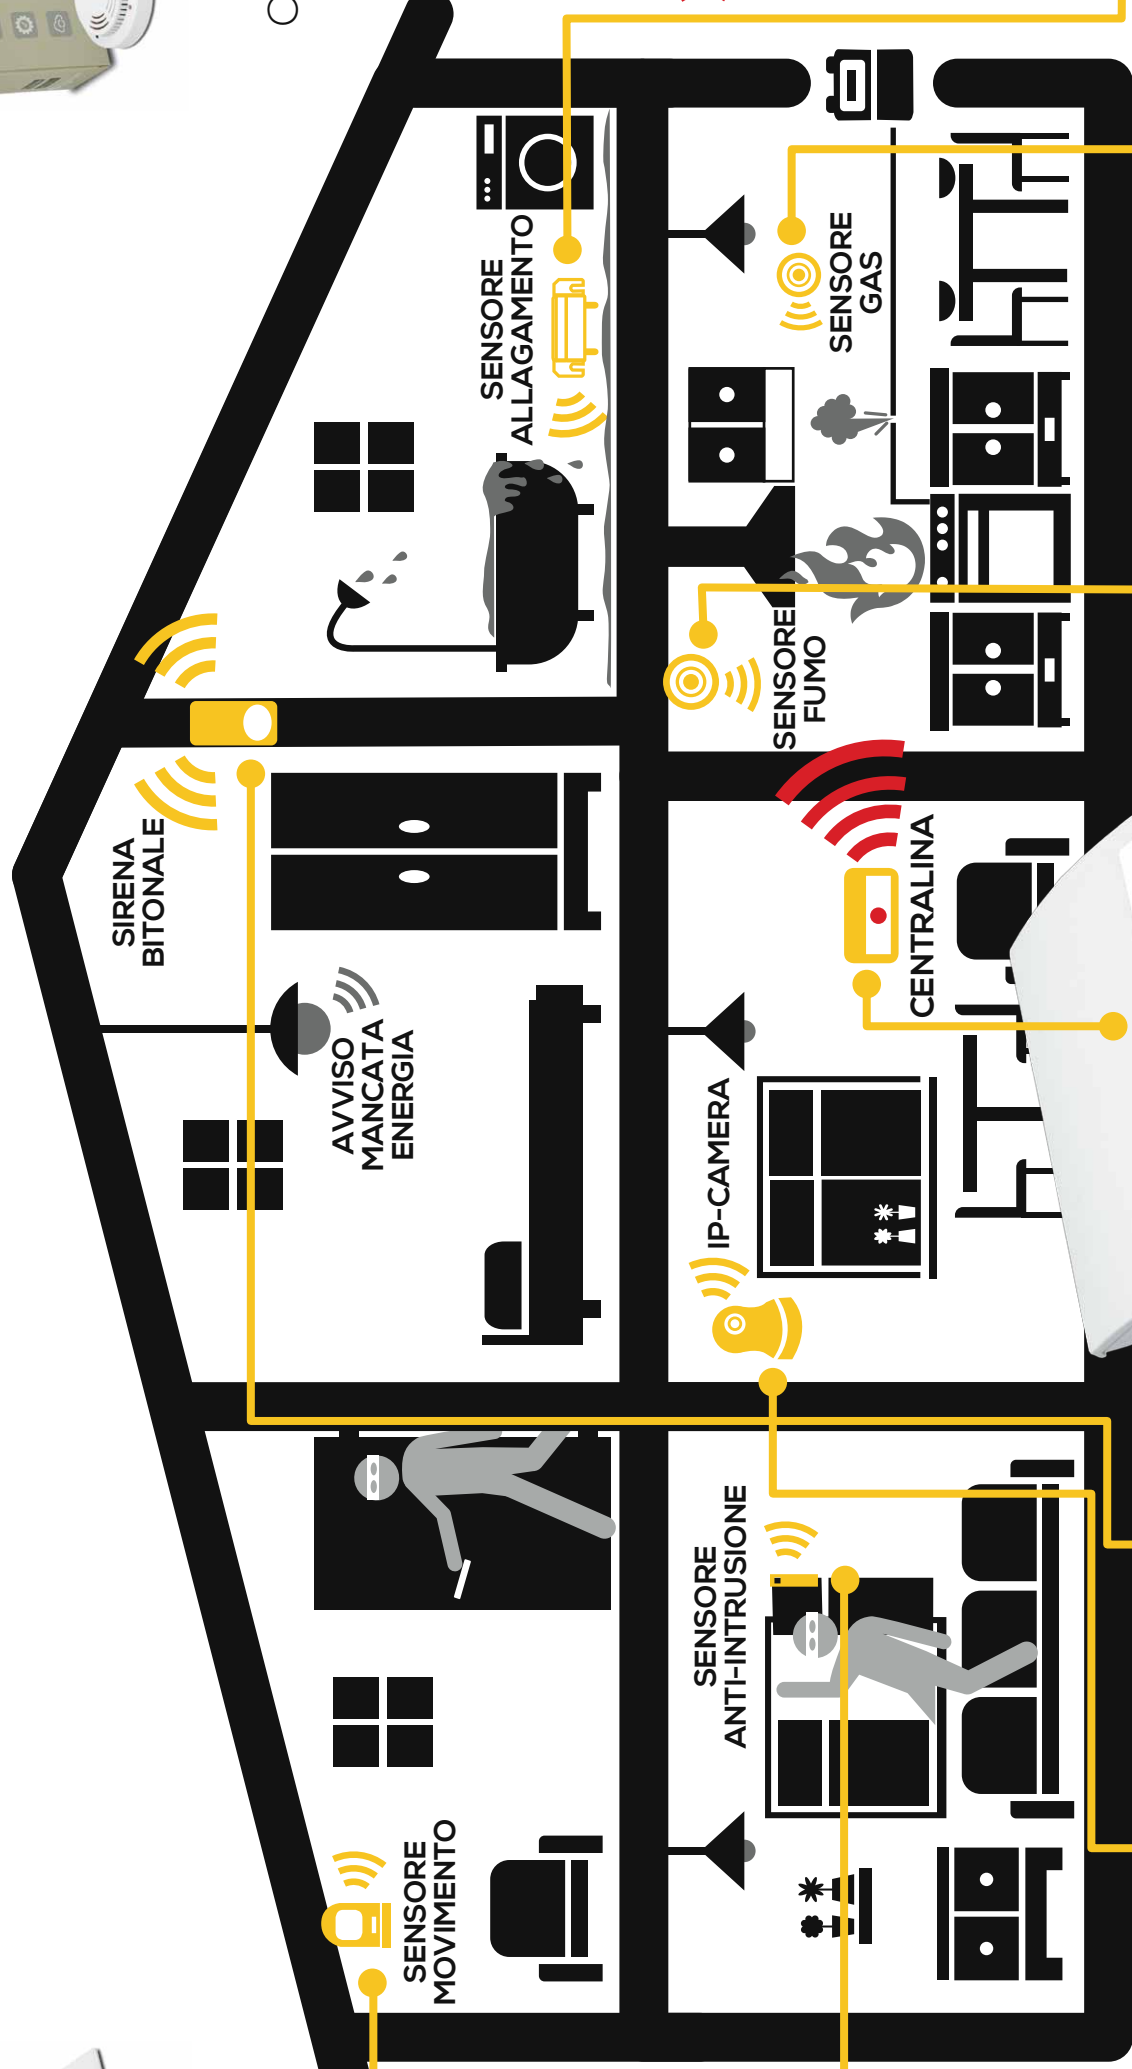 SENSORE
MOVIMENTO
AVVISO
MANCATA
ENERGIA
SIRENA
BITONALE
SENSORE
ALLAGAMENTO
SENSORE
ANTI-INTRUSIONE
IP-CAMERA
CENTRALINA
SENSORE
FUMO
SENSORE
GAS